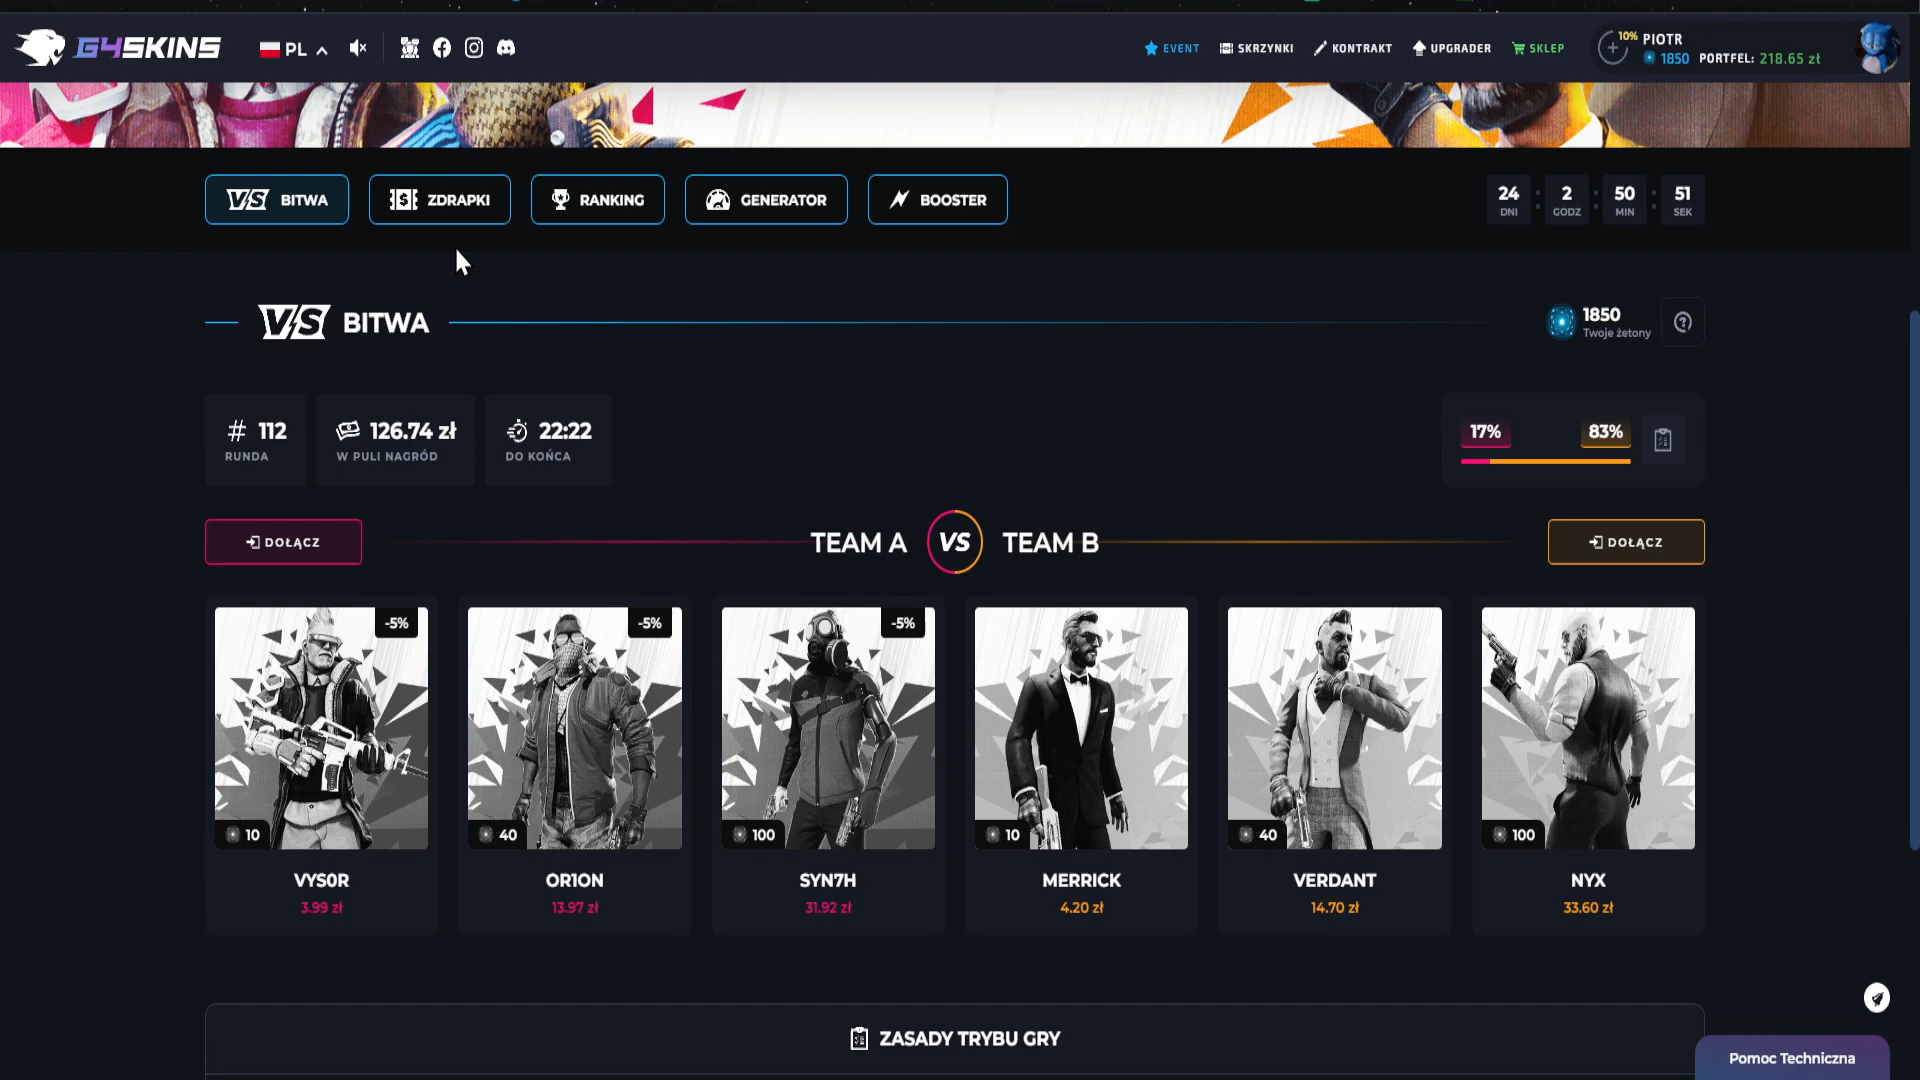 G4SKINS
PL
EVENT
SKRZYNKI
KONTRAKT
UPGRADER
SKLEP
10%
PIOTR
1850 PORTFEL: 218.65 zł
VS BITWA
ZDRAPKI
RANKING
GENERATOR
BOOSTER
24 : 2 : 50 : 51
DNI GODZ MIN SEK
VS BITWA
1850
Twoje żetony
# 112
RUNDA
126.74 zł
W PULI NAGRÓD
22:22
DO KOŃCA
17% 83%
DOŁĄCZ
TEAM A VS TEAM B
DOŁĄCZ
-5%
10
VYS0R
3.99 zł
-5%
40
OR1ON
13.97 zł
-5%
100
SYN7H
31.92 zł
10
MERRICK
4.20 zł
40
VERDANT
14.70 zł
100
NYX
33.60 zł
ZASADY TRYBU GRY
Pomoc Techniczna